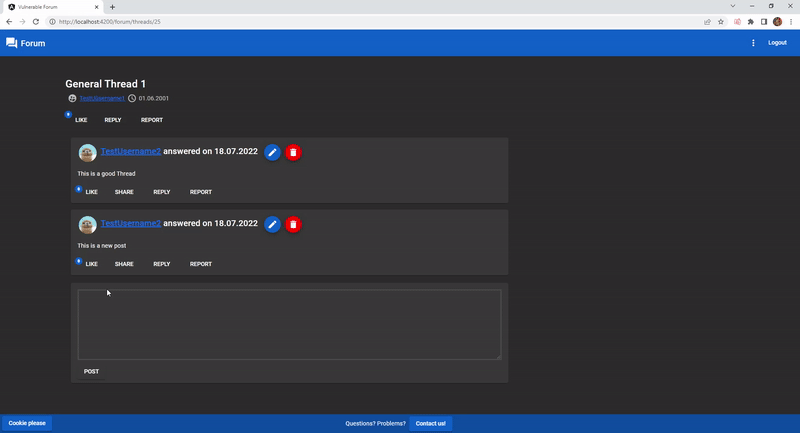 Vulnerable Forum
http://localhost:4200/forum/threads/25
Forum
Logout
General Thread 1
TestUsername1 01.06.2001
0 LIKE REPLY REPORT
TestUsername2 answered on 18.07.2022
This is a good Thread
0 LIKE SHARE REPLY REPORT
TestUsername2 answered on 18.07.2022
This is a new post
0 LIKE SHARE REPLY REPORT
POST
Cookie please
Questions? Problems? Contact us!